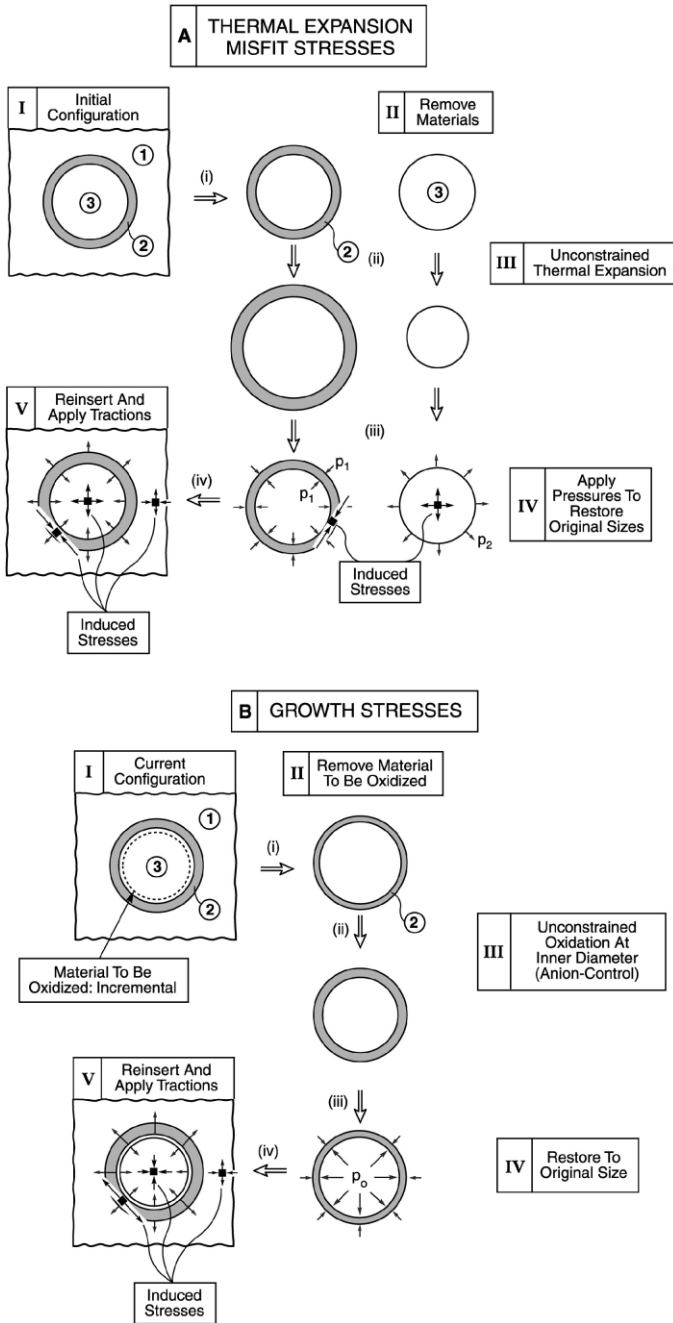 A THERMAL EXPANSION
MISFIT STRESSES
I Initial
Configuration
1
3
2
(i)
2
II Remove
Materials
3
(ii)
III Unconstrained
Thermal Expansion
V Reinsert And
Apply Tractions
(iii)
(iv)
p1
p1
p2
IV Apply
Pressures To
Restore
Original Sizes
Induced
Stresses
Induced
Stresses
B GROWTH STRESSES
I Current
Configuration
II Remove Material
To Be Oxidized
1
3
2
(i)
2
(ii)
III Unconstrained
Oxidation At
Inner Diameter
(Anion-Control)
Material To Be
Oxidized: Incremental
V Reinsert And
Apply Tractions
(iii)
(iv)
po
IV Restore To
Original Size
Induced
Stresses